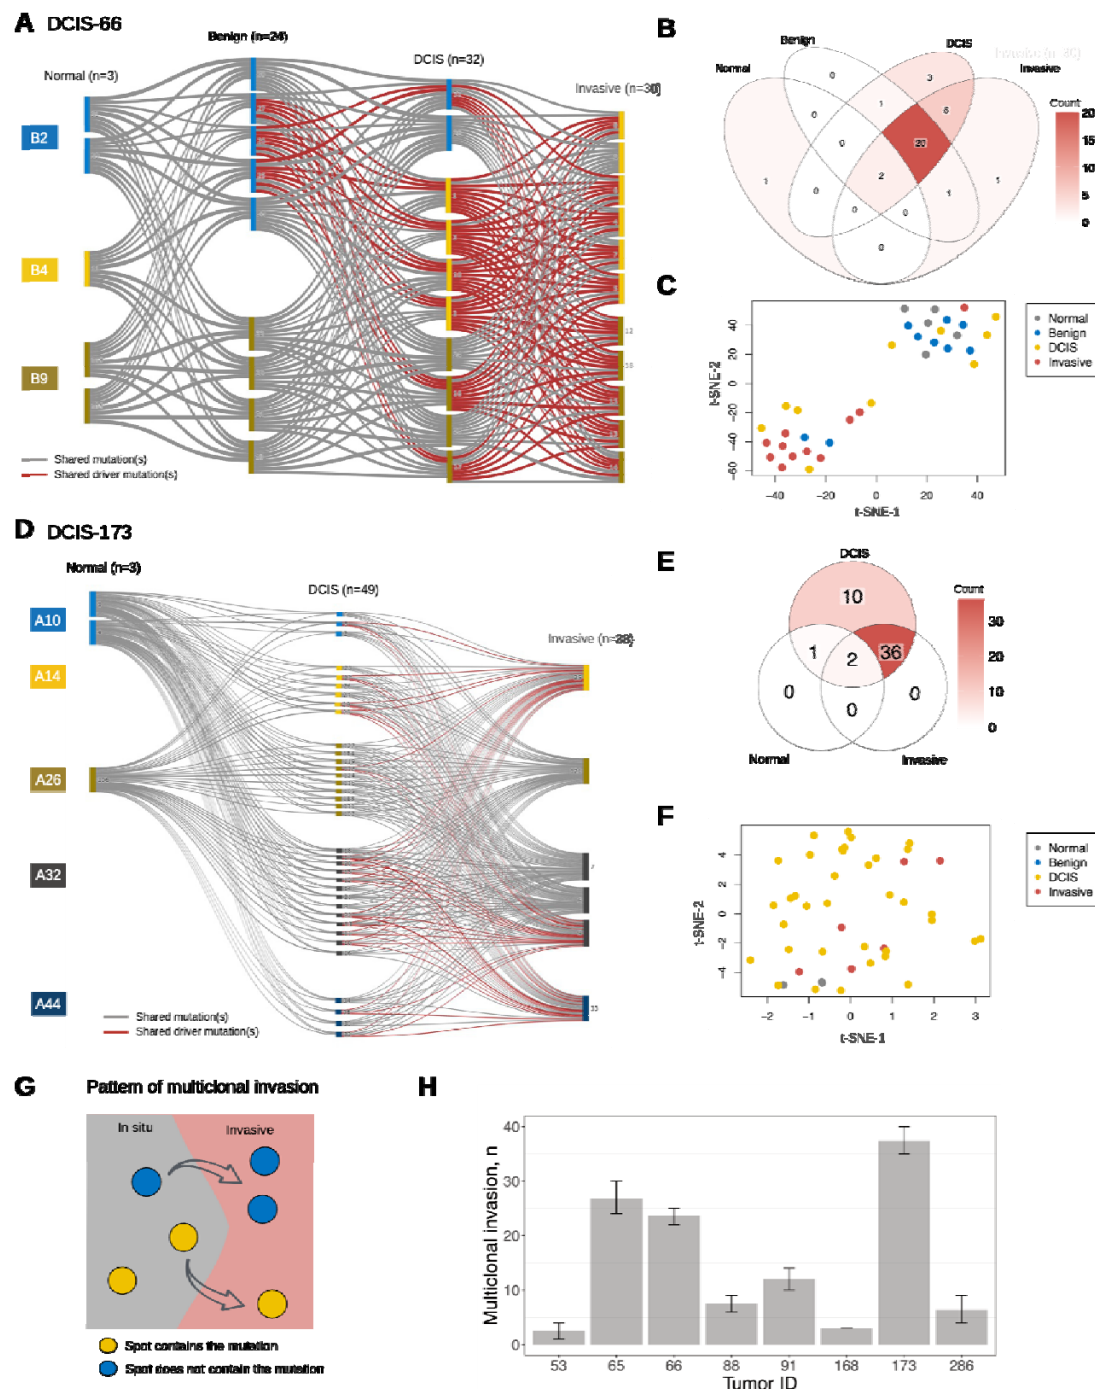 A DCIS-66
Normal (n=3)
Benign (n=24)
DCIS (n=32)
B2
B4
B9
Shared mutation(s)
Shared driver mutation(s)
B
Normal
Benign
DCIS
Invasive
0
3
0
1
6
0
20
1
0
2
1
1
0
0
0
Count
20
15
10
5
0
C
t-SNE-2
40
20
0
−20
−40
−60
−40
−20
0
20
40
t-SNE-1
Normal
Benign
DCIS
Invasive
D DCIS-173
Normal (n=3)
DCIS (n=49)
A10
A14
A26
A32
A44
Shared mutation(s)
Shared driver mutation(s)
E
DCIS
10
1
2
36
0
0
0
Normal
Invasive
Count
30
20
10
0
F
t-SNE-2
4
2
0
−2
−4
−2
−1
0
1
2
3
t-SNE-1
Normal
Benign
DCIS
Invasive
G Pattern of multiclonal invasion
In situ
Invasive
Spot contains the mutation
Spot does not contain the mutation
H
Multiclonal invasion, n
40
30
20
10
0
53
65
66
88
91
168
173
286
Tumor ID